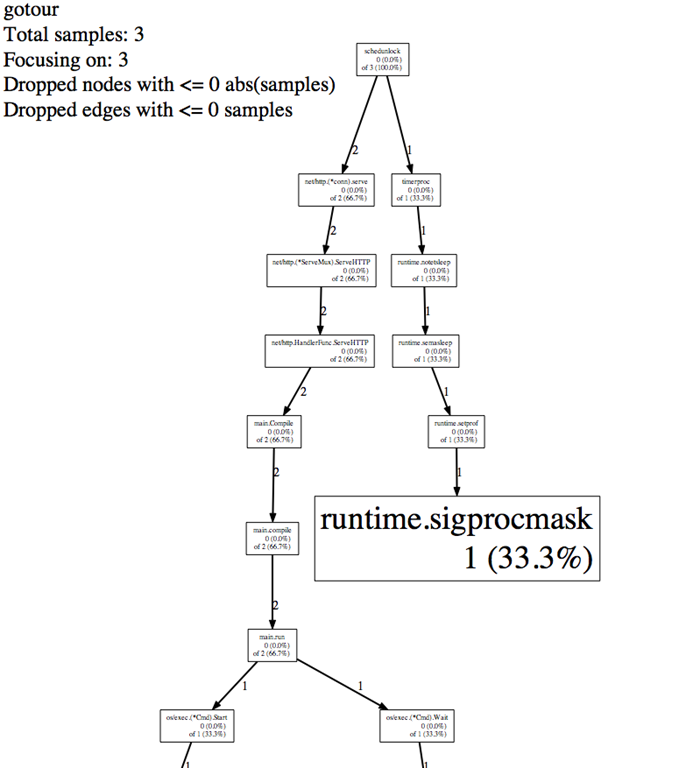 gotour
Total samples: 3
Focusing on: 3
Dropped nodes with <= 0 abs(samples)
Dropped edges with <= 0 samples
schedunlock
0 (0.0%)
of 3 (100.0%)
2
1
net/http.(*conn).serve
0 (0.0%)
of 2 (66.7%)
timerproc
0 (0.0%)
of 1 (33.3%)
2
1
net/http.(*ServeMux).ServeHTTP
0 (0.0%)
of 2 (66.7%)
runtime.notetsleep
0 (0.0%)
of 1 (33.3%)
2
1
net/http.HandlerFunc.ServeHTTP
0 (0.0%)
of 2 (66.7%)
runtime.semasleep
0 (0.0%)
of 1 (33.3%)
2
1
main.Compile
0 (0.0%)
of 2 (66.7%)
runtime.setprof
0 (0.0%)
of 1 (33.3%)
2
1
runtime.sigprocmask
1 (33.3%)
main.compile
0 (0.0%)
of 2 (66.7%)
2
main.run
0 (0.0%)
of 2 (66.7%)
1
1
os/exec.(*Cmd).Start
0 (0.0%)
of 1 (33.3%)
os/exec.(*Cmd).Wait
0 (0.0%)
of 1 (33.3%)
1
1